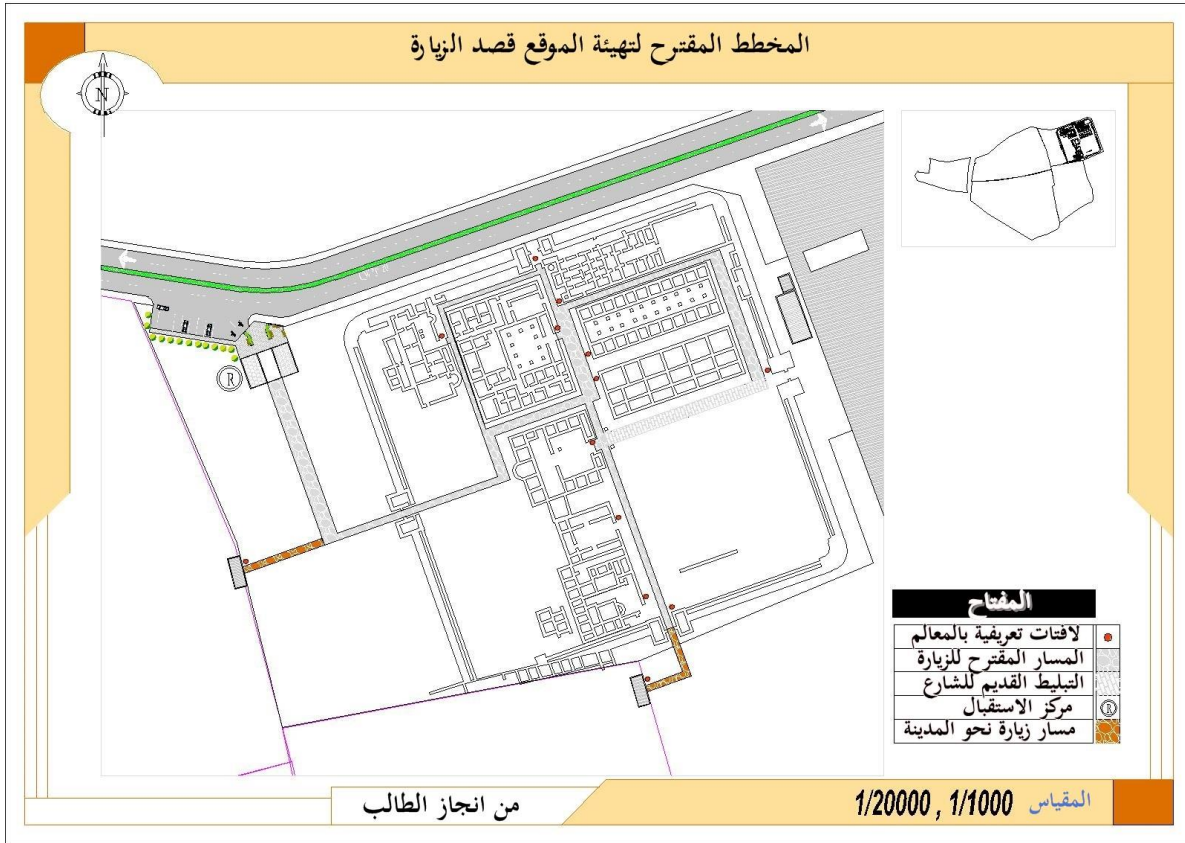 المخطط المقترح لتهيئة الموقع قصد الزيارة
N
R
المفتاح
لافتات تعريفية بالمعالم
المسار المقترح للزيارة
التبليط القديم للشارع
مركز الاستقبال
R
مسار زيارة نحو المدينة
المقياس 1/1000 , 1/20000
من انجاز الطالب